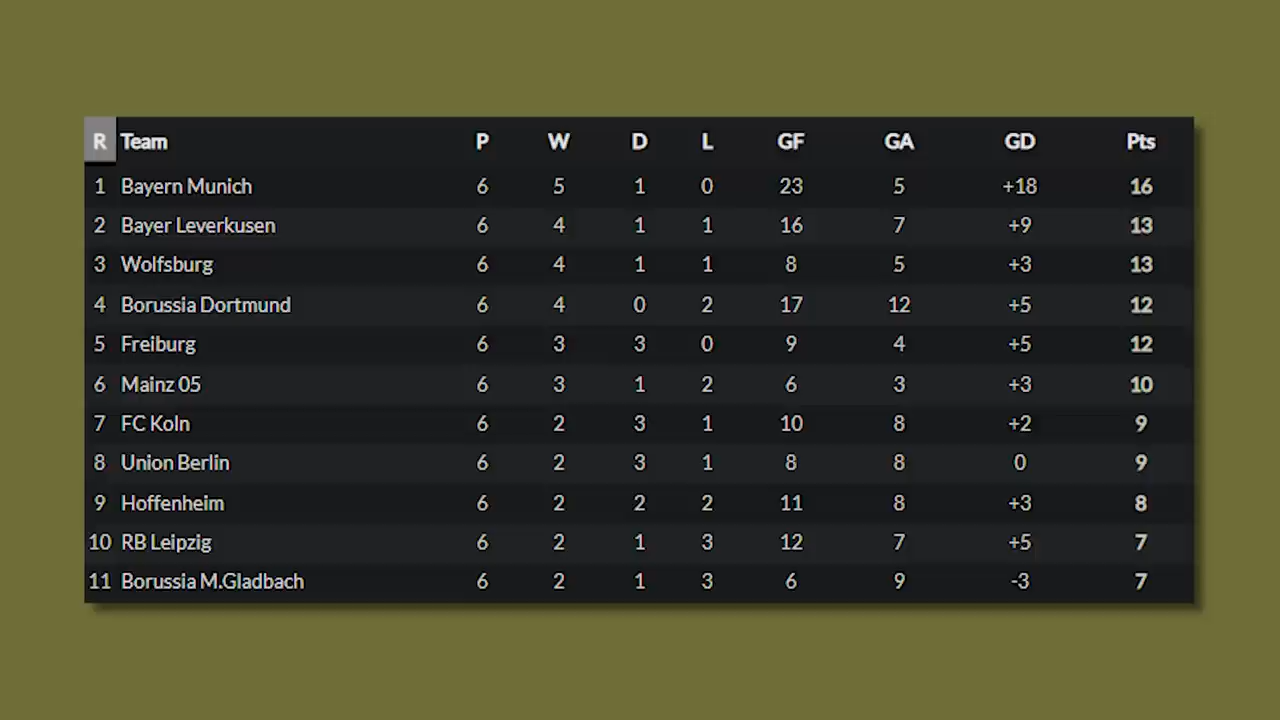 R Team P W D L GF GA GD Pts
1 Bayern Munich 6 5 1 0 23 5 +18 16
2 Bayer Leverkusen 6 4 1 1 16 7 +9 13
3 Wolfsburg 6 4 1 1 8 5 +3 13
4 Borussia Dortmund 6 4 0 2 17 12 +5 12
5 Freiburg 6 3 3 0 9 4 +5 12
6 Mainz 05 6 3 1 2 6 3 +3 10
7 FC Koln 6 2 3 1 10 8 +2 9
8 Union Berlin 6 2 3 1 8 8 0 9
9 Hoffenheim 6 2 2 2 11 8 +3 8
10 RB Leipzig 6 2 1 3 12 7 +5 7
11 Borussia M.Gladbach 6 2 1 3 6 9 -3 7